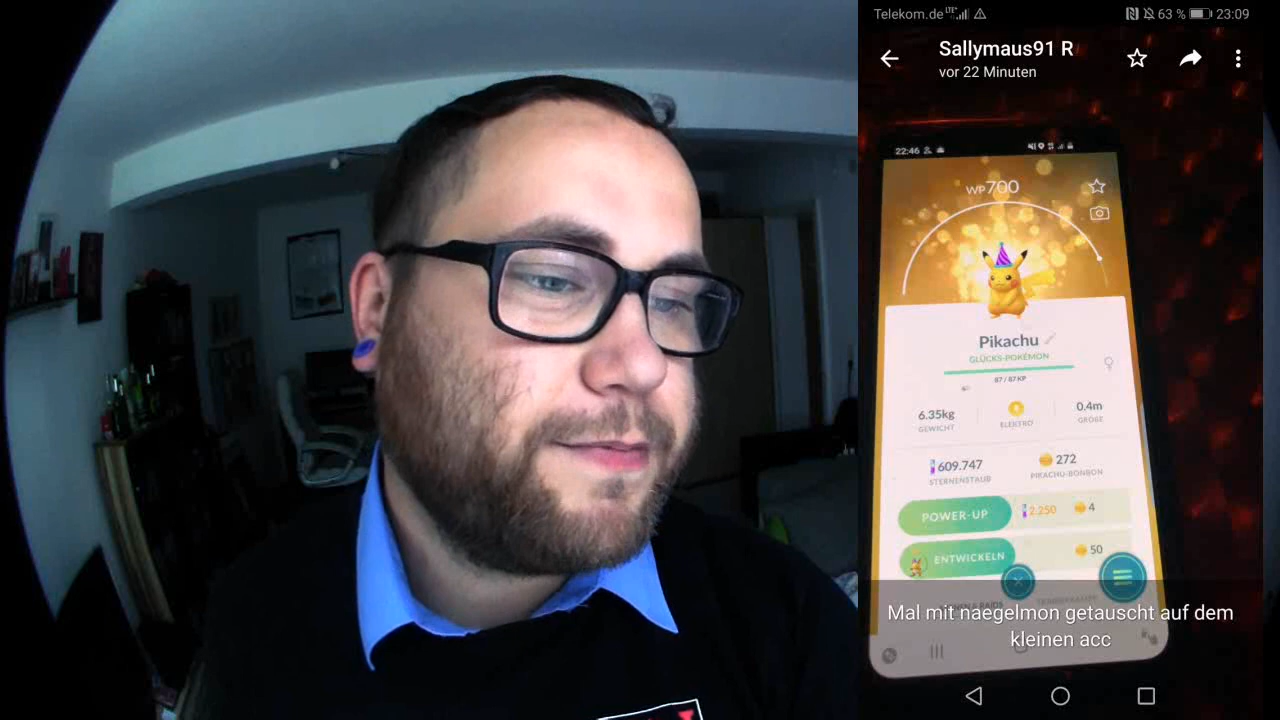 Telekom.de LTE 63 % 23:09
Sallymaus91 R
vor 22 Minuten
22:46
WP700
Pikachu
GLÜCKS-POKÉMON
87 / 87 KP
6.35kg
GEWICHT
ELEKTRO
0.4m
GRÖßE
609.747
STERNENSTAUB
272
PIKACHU-BONBON
POWER-UP 2.250 4
ENTWICKELN 50
Mal mit naegelmon getauscht auf dem
kleinen acc